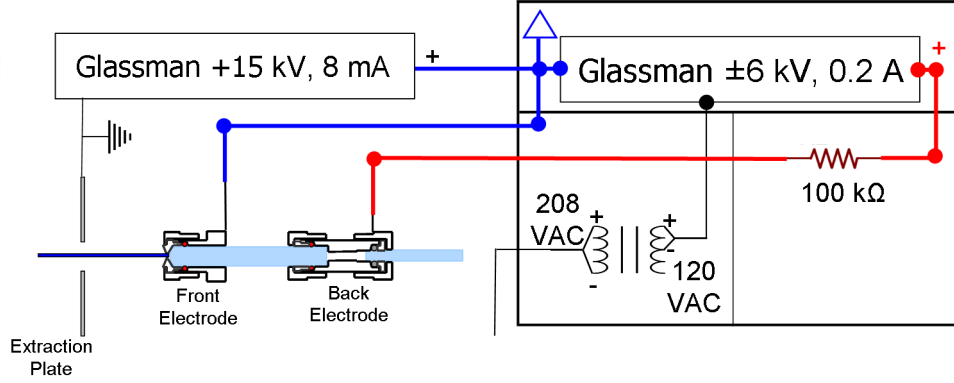 Glassman +15 kV, 8 mA
+
Glassman ±6 kV, 0.2 A
+
100 kΩ
208
VAC
+
-
+
-
120
VAC
Front
Electrode
Back
Electrode
Extraction
Plate